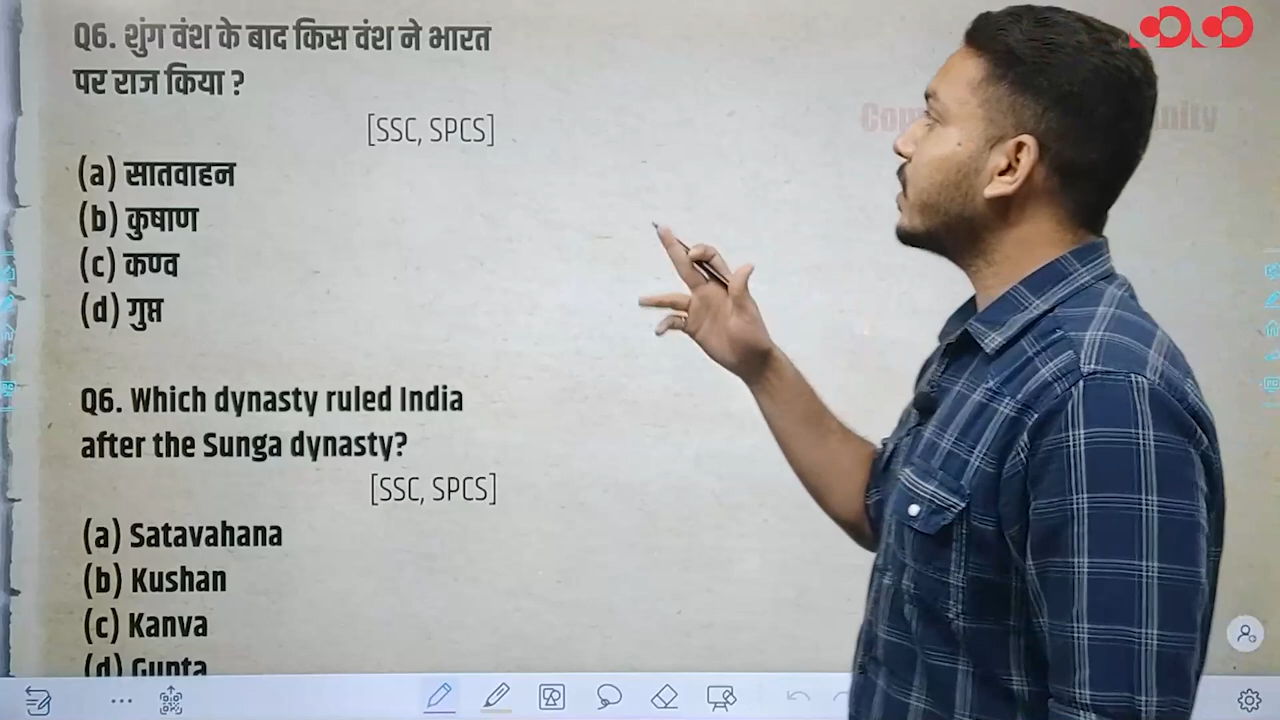 Q6. शुंग वंश के बाद किस वंश ने भारत
पर राज किया ?
[SSC, SPCS]
(a) सातवाहन
(b) कुषाण
(c) कण्व
(d) गुप्त
Q6. Which dynasty ruled India
after the Sunga dynasty?
[SSC, SPCS]
(a) Satavahana
(b) Kushan
(c) Kanva
(d) Gupta